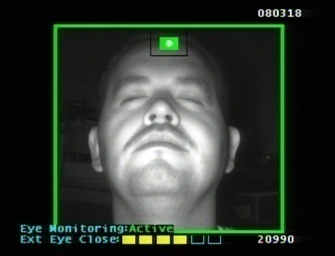 080318
Eye Monitoring:Active
Ext Eye Close:
20990